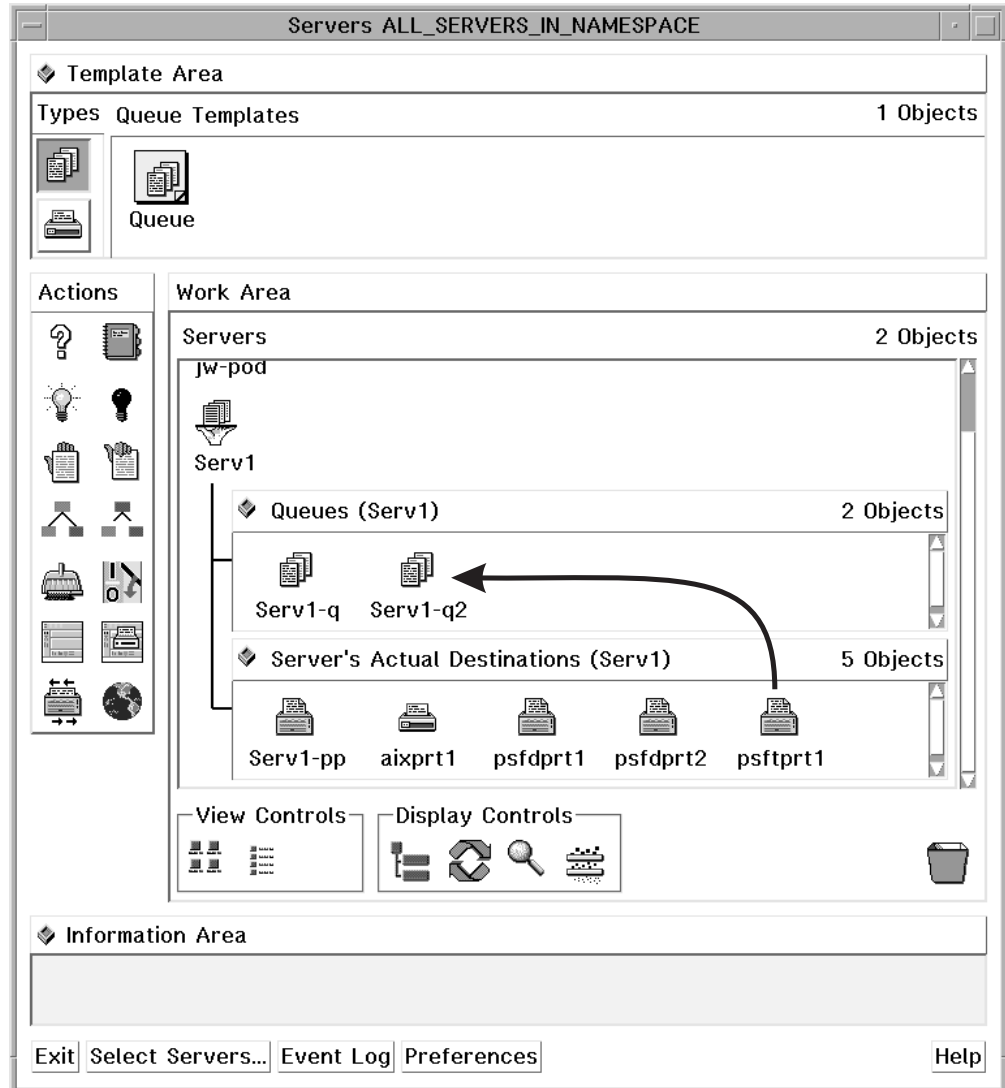 Servers ALL_SERVERS_IN_NAMESPACE
Template Area
Types Queue Templates 1 Objects
Queue
Actions
Work Area
Servers 2 Objects
jw-pod
Serv1
Queues (Serv1) 2 Objects
Serv1-q Serv1-q2
Server's Actual Destinations (Serv1) 5 Objects
Serv1-pp aixprt1 psfdprt1 psfdprt2 psftprt1
View Controls Display Controls
Information Area
Exit Select Servers... Event Log Preferences Help